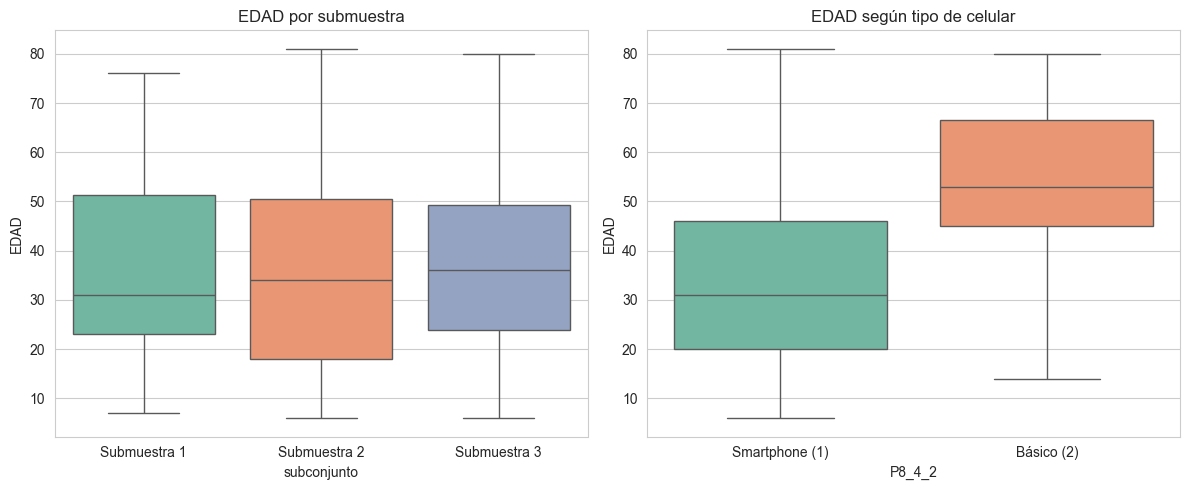 EDAD por submuestra
EDAD
80
70
60
50
40
30
20
10
Submuestra 1 Submuestra 2 Submuestra 3
subconjunto
EDAD según tipo de celular
EDAD
80
70
60
50
40
30
20
10
Smartphone (1) Básico (2)
P8_4_2